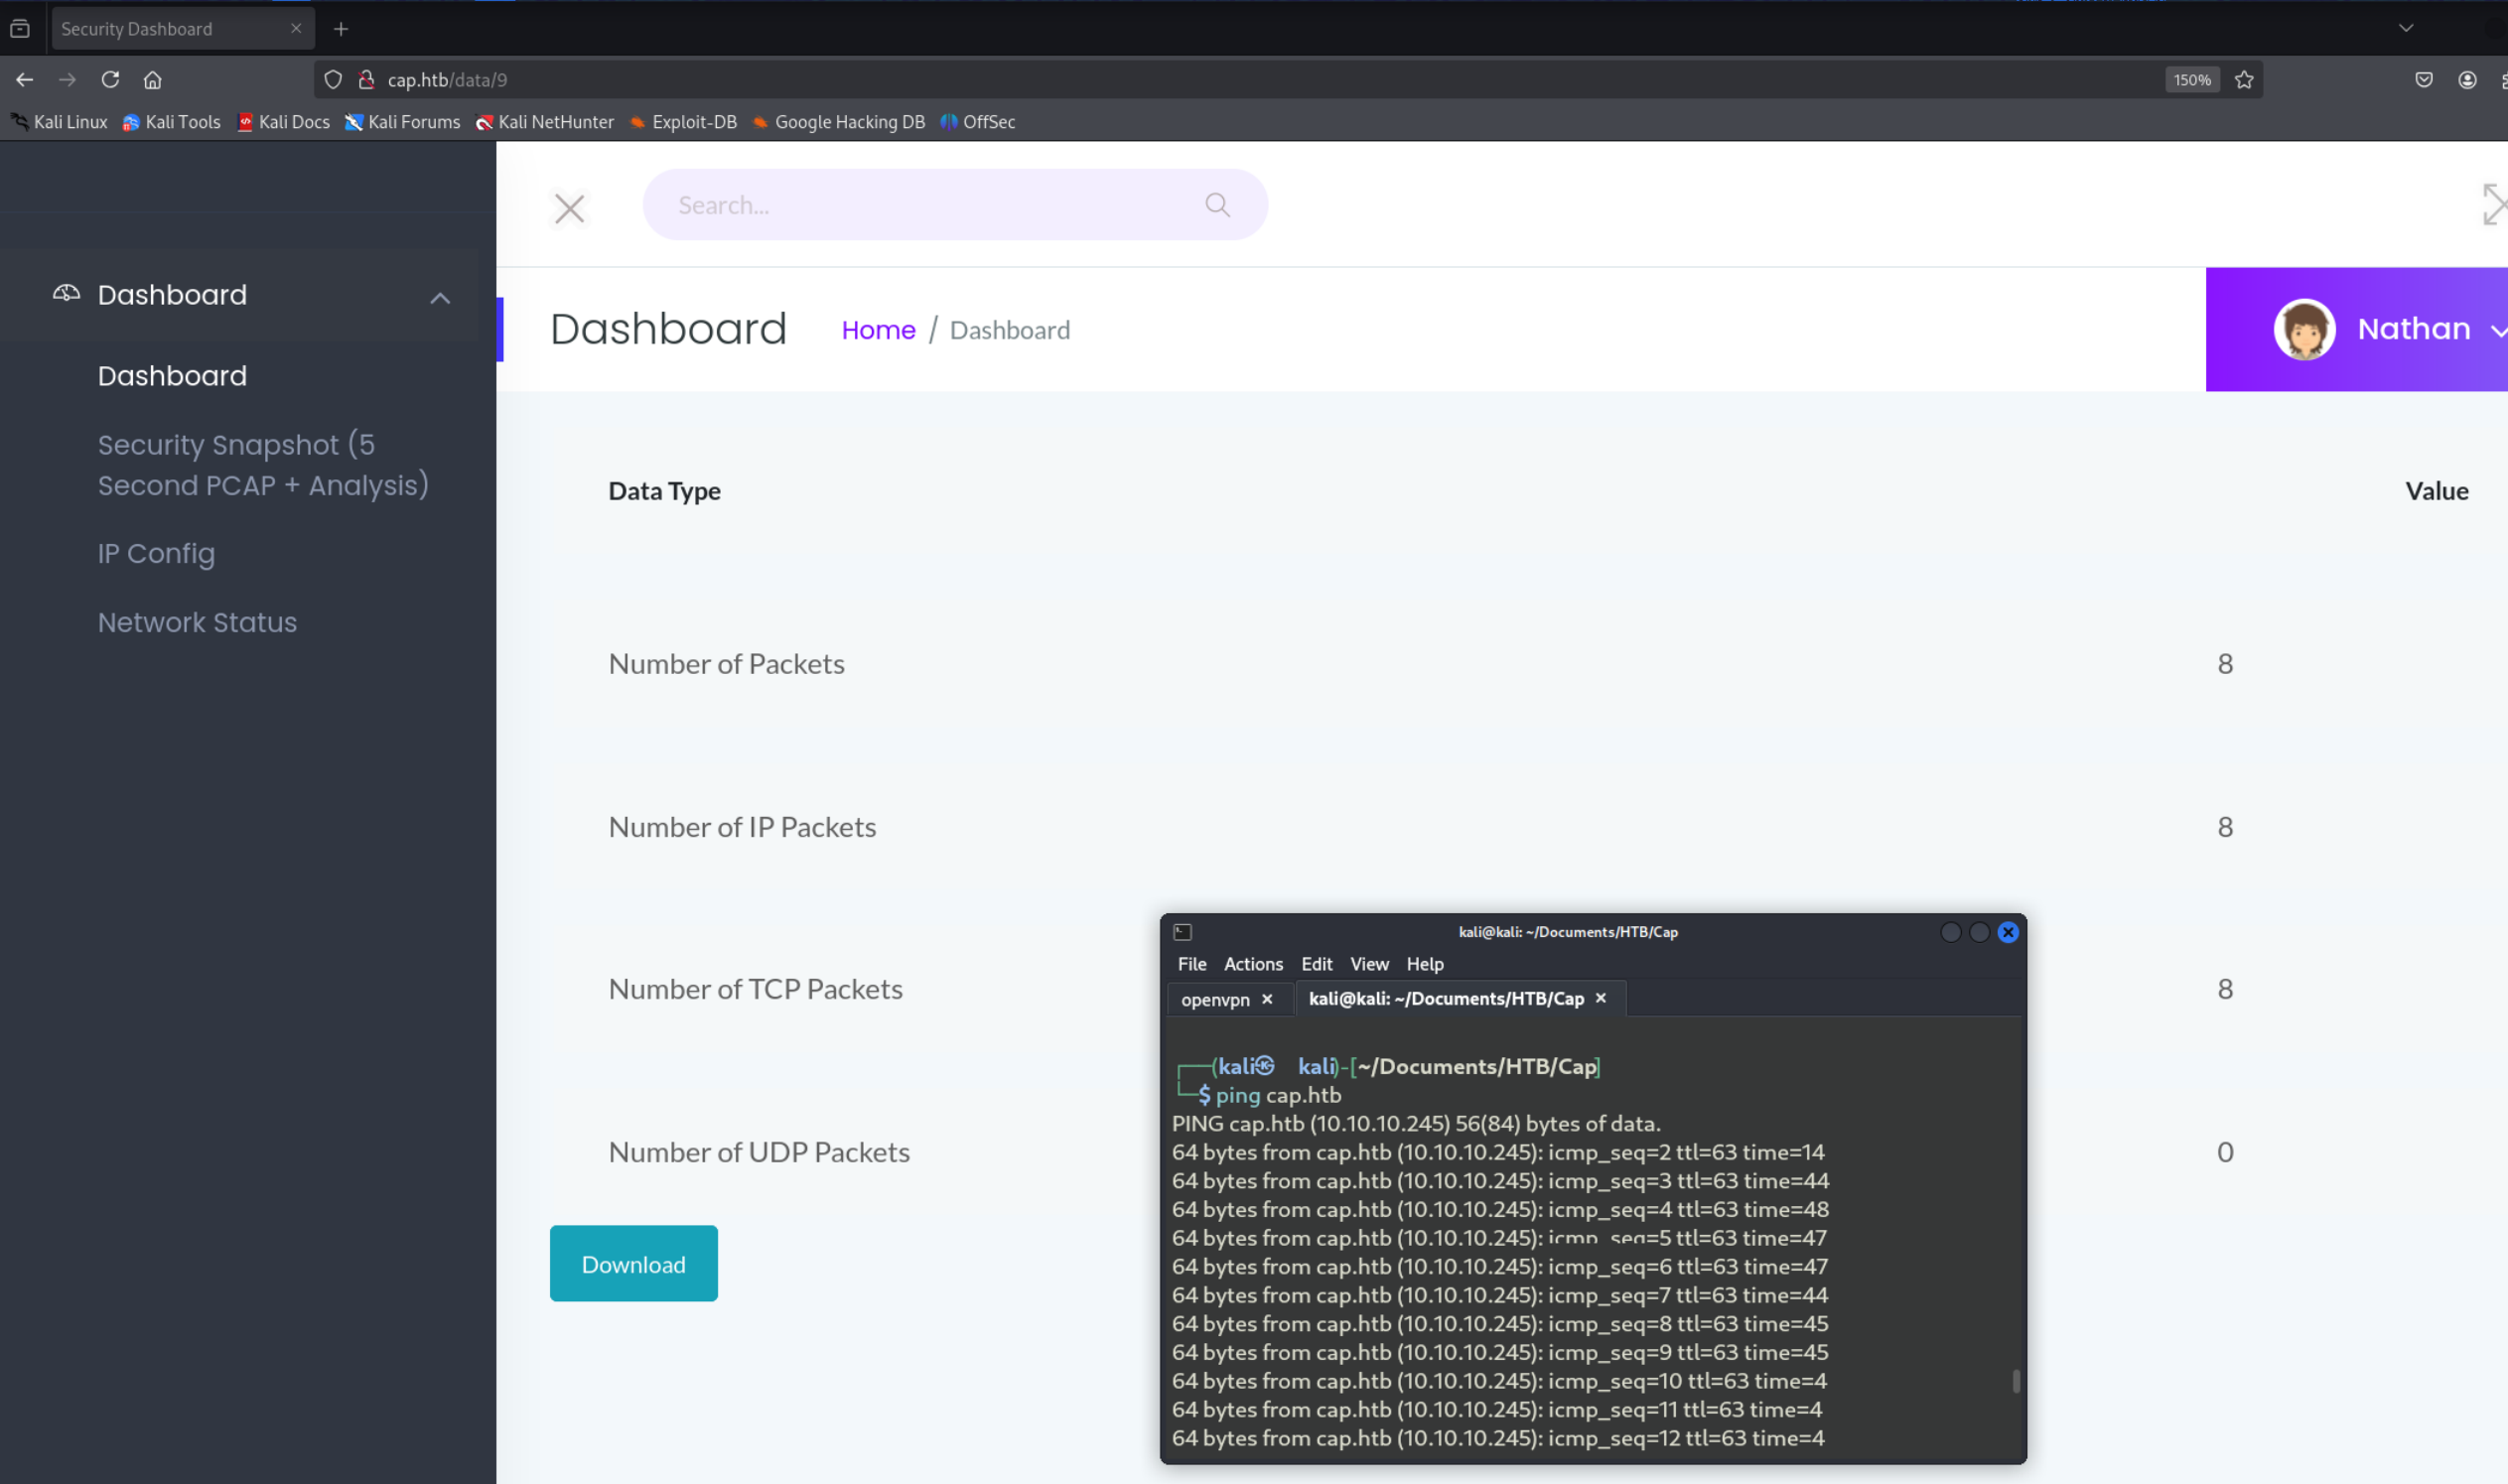 Security Dashboard
cap.htb/data/9
150%
Kali Linux Kali Tools Kali Docs Kali Forums Kali NetHunter Exploit-DB Google Hacking DB OffSec
Search...
Dashboard
Dashboard
Security Snapshot (5
Second PCAP + Analysis)
IP Config
Network Status
Dashboard Home / Dashboard
Nathan
Data Type Value
Number of Packets 8
Number of IP Packets 8
Number of TCP Packets 8
Number of UDP Packets 0
Download
kali@kali: ~/Documents/HTB/Cap
File Actions Edit View Help
openvpn × kali@kali: ~/Documents/HTB/Cap ×
(kali㉿ kali)-[~/Documents/HTB/Cap]
$ ping cap.htb
PING cap.htb (10.10.10.245) 56(84) bytes of data.
64 bytes from cap.htb (10.10.10.245): icmp_seq=2 ttl=63 time=14
64 bytes from cap.htb (10.10.10.245): icmp_seq=3 ttl=63 time=44
64 bytes from cap.htb (10.10.10.245): icmp_seq=4 ttl=63 time=48
64 bytes from cap.htb (10.10.10.245): icmp_seq=5 ttl=63 time=47
64 bytes from cap.htb (10.10.10.245): icmp_seq=6 ttl=63 time=47
64 bytes from cap.htb (10.10.10.245): icmp_seq=7 ttl=63 time=44
64 bytes from cap.htb (10.10.10.245): icmp_seq=8 ttl=63 time=45
64 bytes from cap.htb (10.10.10.245): icmp_seq=9 ttl=63 time=45
64 bytes from cap.htb (10.10.10.245): icmp_seq=10 ttl=63 time=4
64 bytes from cap.htb (10.10.10.245): icmp_seq=11 ttl=63 time=4
64 bytes from cap.htb (10.10.10.245): icmp_seq=12 ttl=63 time=4